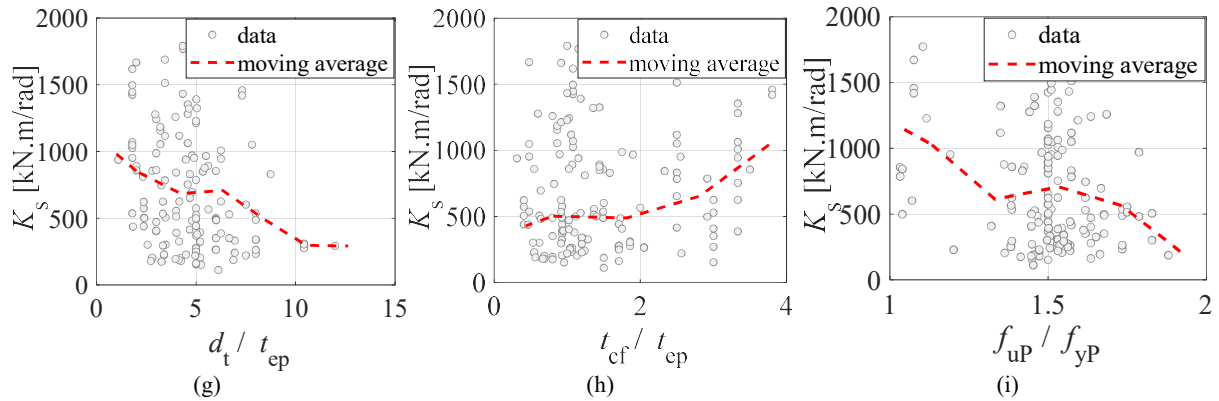 2000
1500
1000
500
0
K_s [kN.m/rad]
data
moving average
0 5 10 15
d_t / t_ep
(g)
2000
1500
1000
500
0
K_s [kN.m/rad]
data
moving average
0 1 2 4
t_cf / t_ep
(h)
2000
1500
1000
500
0
K_s [kN.m/rad]
data
moving average
1 1.5 2
f_uP / f_yP
(i)